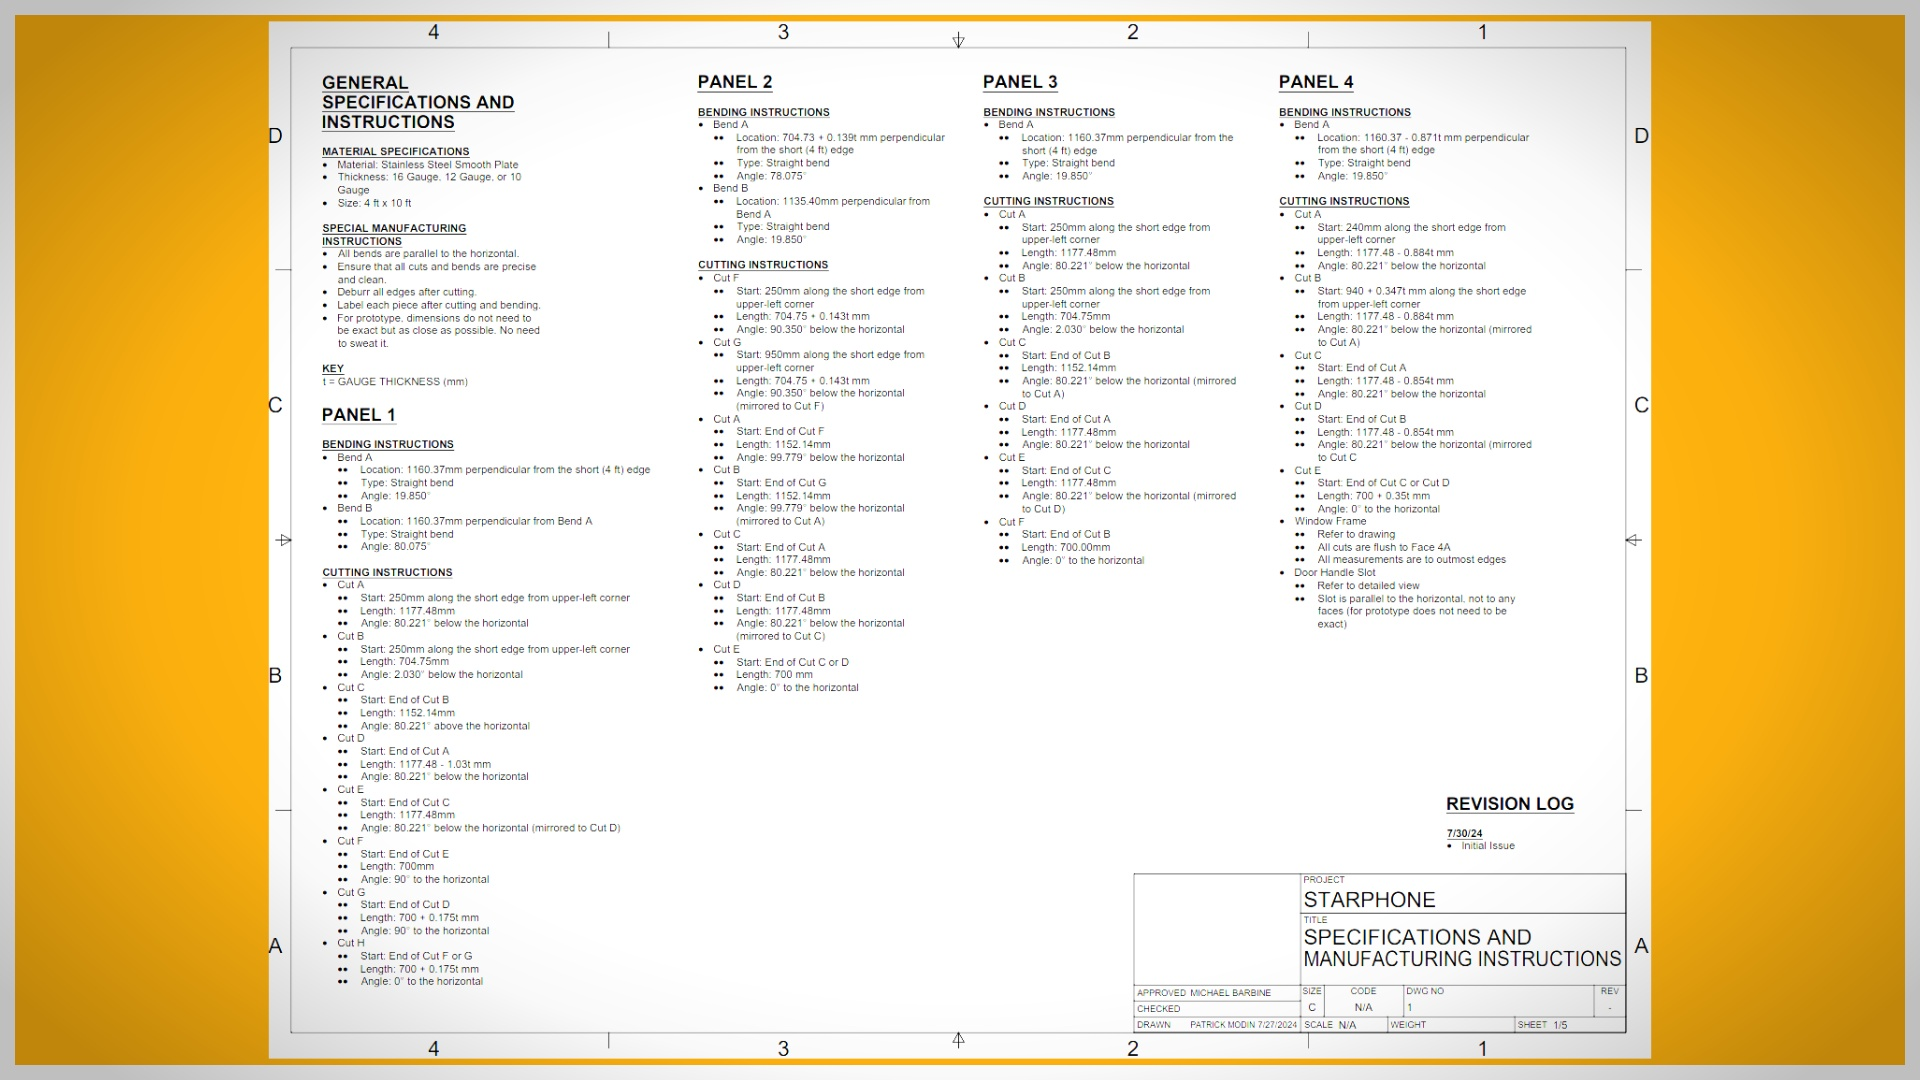 4 3 2 1
D
C
B
A
GENERAL
SPECIFICATIONS AND
INSTRUCTIONS
MATERIAL SPECIFICATIONS
• Material: Stainless Steel Smooth Plate
• Thickness: 16 Gauge, 12 Gauge, or 10
Gauge
• Size: 4 ft x 10 ft
SPECIAL MANUFACTURING
INSTRUCTIONS
• All bends are parallel to the horizontal.
• Ensure that all cuts and bends are precise
and clean.
• Deburr all edges after cutting.
• Label each piece after cutting and bending.
• For prototype, dimensions do not need to
be exact but as close as possible. No need
to sweat it.
KEY
t = GAUGE THICKNESS (mm)
PANEL 1
BENDING INSTRUCTIONS
• Bend A
•• Location: 1160.37mm perpendicular from the short (4 ft) edge
•• Type: Straight bend
•• Angle: 19.850°
• Bend B
•• Location: 1160.37mm perpendicular from Bend A
•• Type: Straight bend
•• Angle: 80.075°
CUTTING INSTRUCTIONS
• Cut A
•• Start: 250mm along the short edge from upper-left corner
•• Length: 1177.48mm
•• Angle: 80.221° below the horizontal
• Cut B
•• Start: 250mm along the short edge from upper-left corner
•• Length: 704.75mm
•• Angle: 2.030° below the horizontal
• Cut C
•• Start: End of Cut B
•• Length: 1152.14mm
•• Angle: 80.221° above the horizontal
• Cut D
•• Start: End of Cut A
•• Length: 1177.48 - 1.03t mm
•• Angle: 80.221° below the horizontal
• Cut E
•• Start: End of Cut C
•• Length: 1177.48mm
•• Angle: 80.221° below the horizontal (mirrored to Cut D)
• Cut F
•• Start: End of Cut E
•• Length: 700mm
•• Angle: 90° to the horizontal
• Cut G
•• Start: End of Cut D
•• Length: 700 + 0.175t mm
•• Angle: 90° to the horizontal
• Cut H
•• Start: End of Cut F or G
•• Length: 700 + 0.175t mm
•• Angle: 0° to the horizontal
PANEL 2
BENDING INSTRUCTIONS
• Bend A
•• Location: 704.73 + 0.139t mm perpendicular
from the short (4 ft) edge
•• Type: Straight bend
•• Angle: 78.075°
• Bend B
•• Location: 1135.40mm perpendicular from
Bend A
•• Type: Straight bend
•• Angle: 19.850°
CUTTING INSTRUCTIONS
• Cut F
•• Start: 250mm along the short edge from
upper-left corner
•• Length: 704.75 + 0.143t mm
•• Angle: 90.350° below the horizontal
• Cut G
•• Start: 950mm along the short edge from
upper-left corner
•• Length: 704.75 + 0.143t mm
•• Angle: 90.350° below the horizontal
(mirrored to Cut F)
• Cut A
•• Start: End of Cut F
•• Length: 1152.14mm
•• Angle: 99.779° below the horizontal
• Cut B
•• Start: End of Cut G
•• Length: 1152.14mm
•• Angle: 99.779° below the horizontal
(mirrored to Cut A)
• Cut C
•• Start: End of Cut A
•• Length: 1177.48mm
•• Angle: 80.221° below the horizontal
• Cut D
•• Start: End of Cut B
•• Length: 1177.48mm
•• Angle: 80.221° below the horizontal
(mirrored to Cut C)
• Cut E
•• Start: End of Cut C or D
•• Length: 700 mm
•• Angle: 0° to the horizontal
PANEL 3
BENDING INSTRUCTIONS
• Bend A
•• Location: 1160.37mm perpendicular from the
short (4 ft) edge
•• Type: Straight bend
•• Angle: 19.850°
CUTTING INSTRUCTIONS
• Cut A
•• Start: 250mm along the short edge from
upper-left corner
•• Length: 1177.48mm
•• Angle: 80.221° below the horizontal
• Cut B
•• Start: 250mm along the short edge from
upper-left corner
•• Length: 704.75mm
•• Angle: 2.030° below the horizontal
• Cut C
•• Start: End of Cut B
•• Length: 1152.14mm
•• Angle: 80.221° below the horizontal (mirrored
to Cut A)
• Cut D
•• Start: End of Cut A
•• Length: 1177.48mm
•• Angle: 80.221° below the horizontal
• Cut E
•• Start: End of Cut C
•• Length: 1177.48mm
•• Angle: 80.221° below the horizontal (mirrored
to Cut D)
• Cut F
•• Start: End of Cut B
•• Length: 700.00mm
•• Angle: 0° to the horizontal
PANEL 4
BENDING INSTRUCTIONS
• Bend A
•• Location: 1160.37 - 0.871t mm perpendicular
from the short (4 ft) edge
•• Type: Straight bend
•• Angle: 19.850°
CUTTING INSTRUCTIONS
• Cut A
•• Start: 240mm along the short edge from
upper-left corner
•• Length: 1177.48 - 0.884t mm
•• Angle: 80.221° below the horizontal
• Cut B
•• Start: 940 + 0.347t mm along the short edge
from upper-left corner
•• Length: 1177.48 - 0.884t mm
•• Angle: 80.221° below the horizontal (mirrored
to Cut A)
• Cut C
•• Start: End of Cut A
•• Length: 1177.48 - 0.854t mm
•• Angle: 80.221° below the horizontal
• Cut D
•• Start: End of Cut B
•• Length: 1177.48 - 0.854t mm
•• Angle: 80.221° below the horizontal (mirrored
to Cut C
• Cut E
•• Start: End of Cut C or Cut D
•• Length: 700 + 0.35t mm
•• Angle: 0° to the horizontal
• Window Frame
•• Refer to drawing
•• All cuts are flush to Face 4A
•• All measurements are to outmost edges
• Door Handle Slot
•• Refer to detailed view
•• Slot is parallel to the horizontal, not to any
faces (for prototype does not need to be
exact)
REVISION LOG
7/30/24
• Initial Issue
PROJECT
STARPHONE
TITLE
SPECIFICATIONS AND
MANUFACTURING INSTRUCTIONS
APPROVED MICHAEL BARBINE
CHECKED
DRAWN PATRICK MODIN 7/27/2024
SIZE CODE DWG NO REV
C N/A 1 -
SCALE N/A WEIGHT SHEET 1/5
D
C
B
A
4 3 2 1